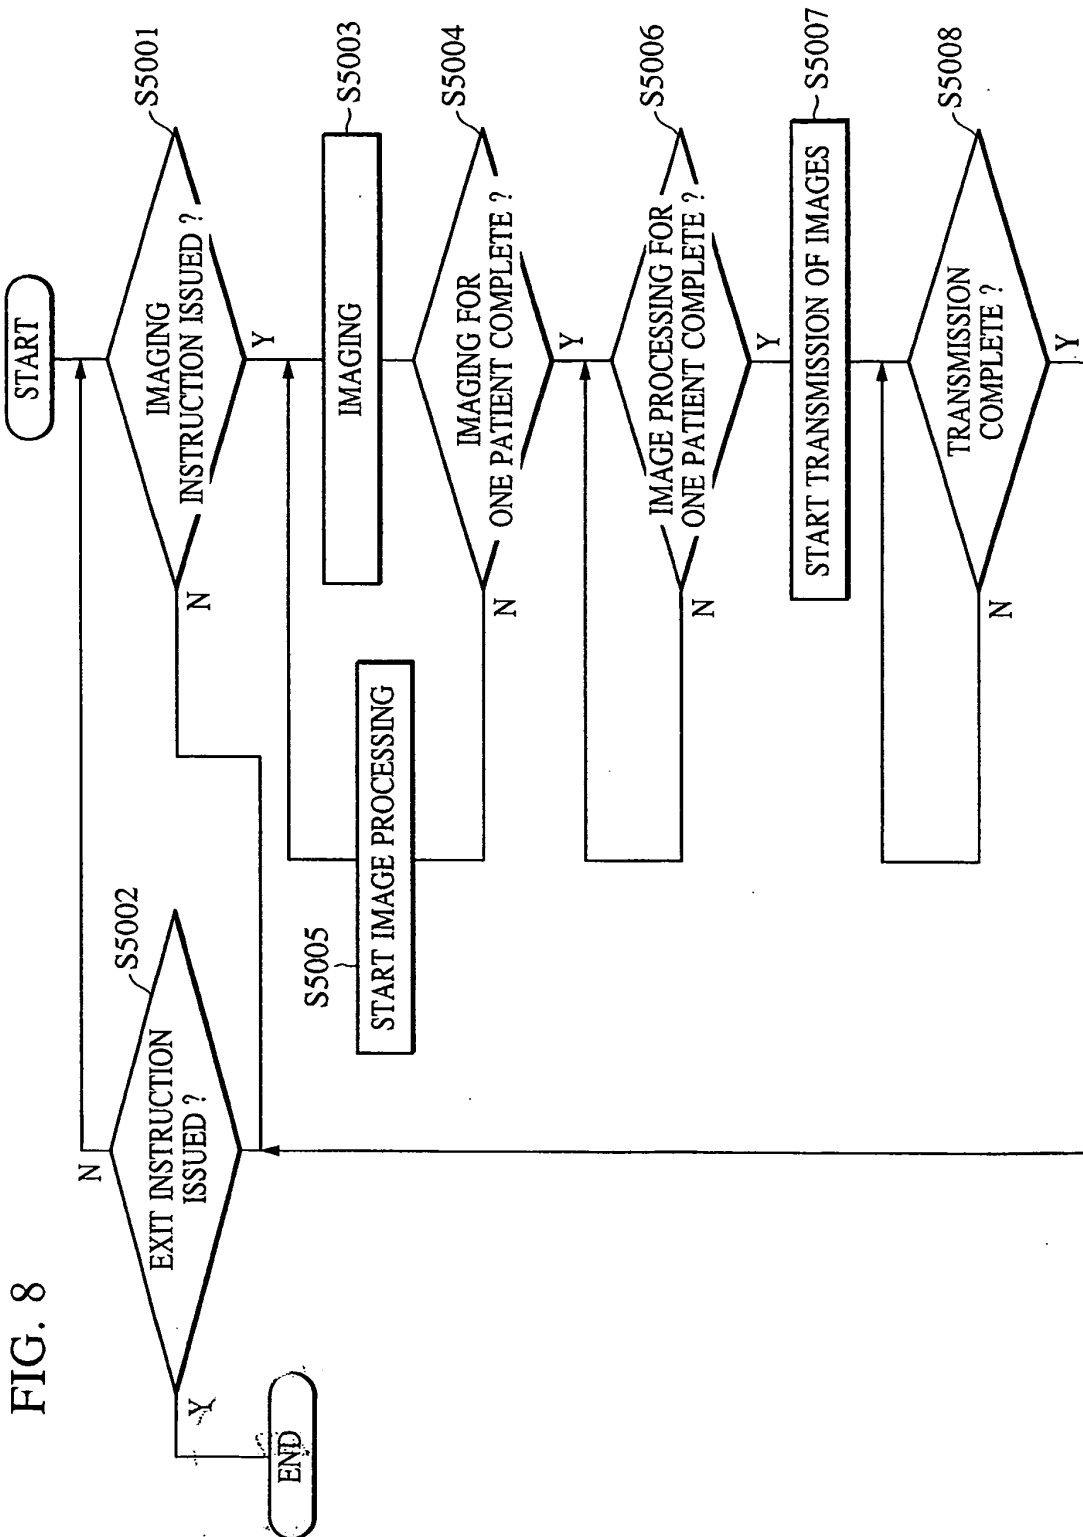 FIG. 8
START
IMAGING
INSTRUCTION ISSUED ?
S5001
N
Y
EXIT INSTRUCTION
ISSUED ?
S5002
N
Y
END
IMAGING
S5003
IMAGING FOR
ONE PATIENT COMPLETE ?
S5004
N
Y
S5005
START IMAGE PROCESSING
IMAGE PROCESSING FOR
ONE PATIENT COMPLETE ?
S5006
N
Y
START TRANSMISSION OF IMAGES
S5007
TRANSMISSION
COMPLETE ?
S5008
N
Y